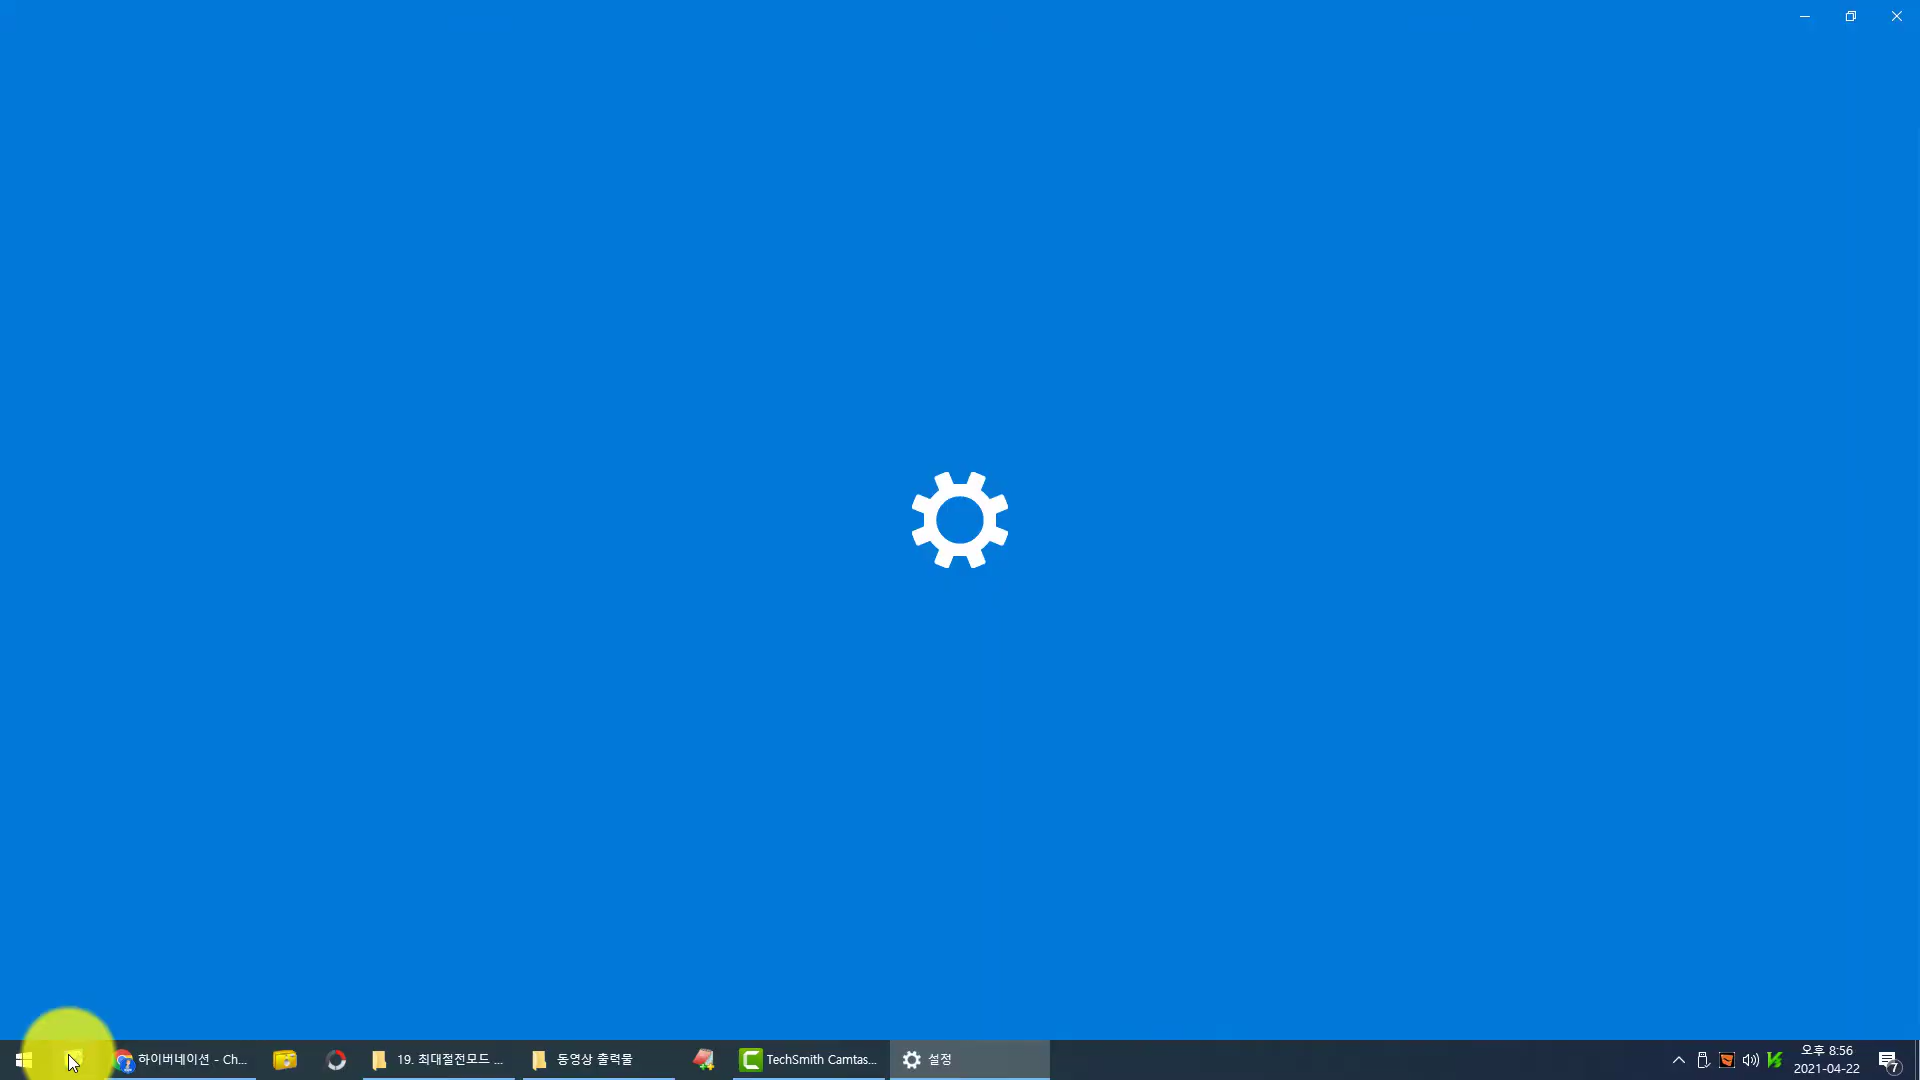 하이버네이션 - Ch...
19. 최대절전모드 ...
동영상 출력물
TechSmith Camtas...
설정
오후 8:56
2021-04-22
7